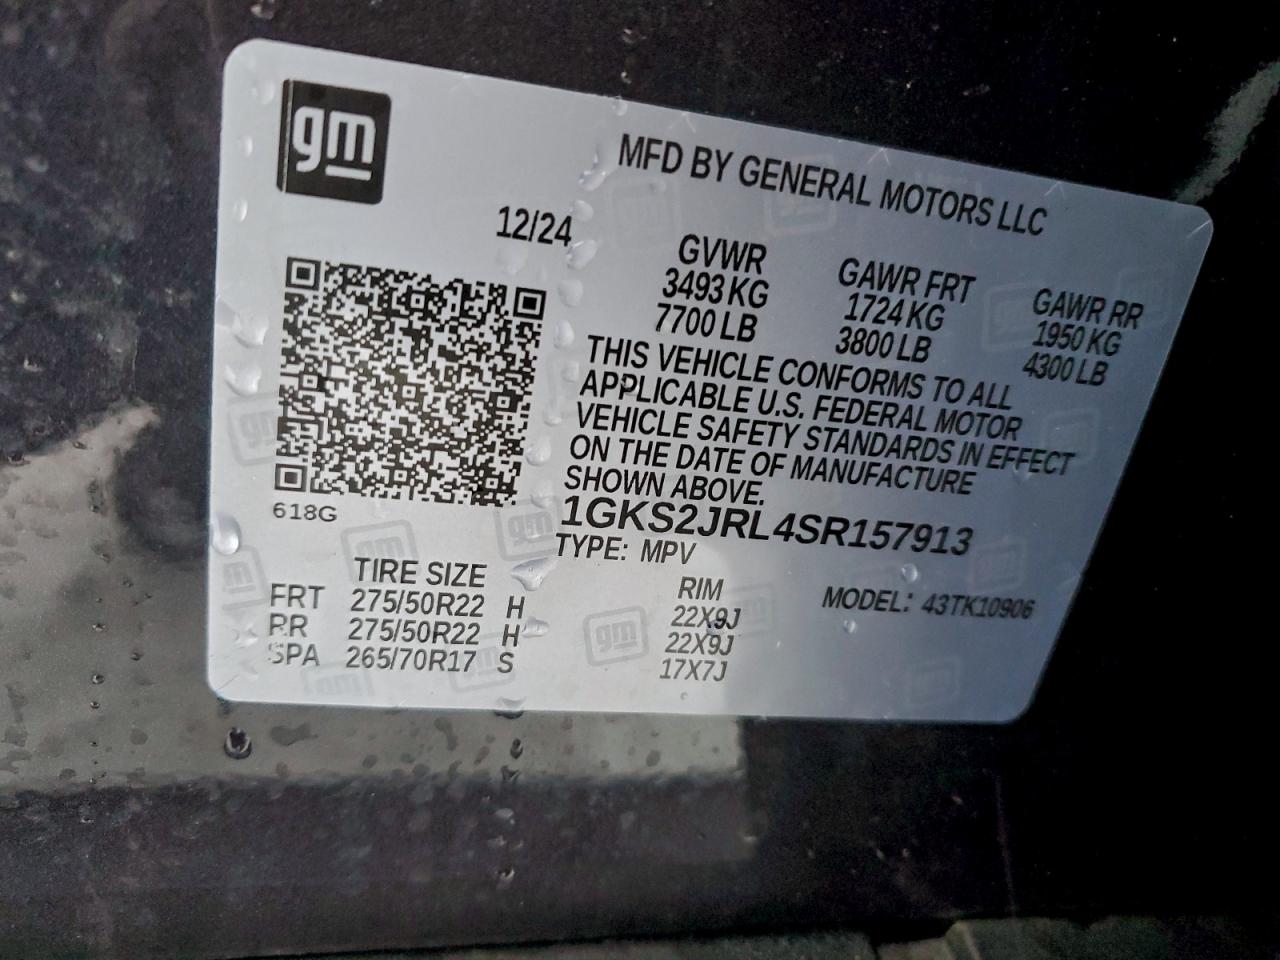 gm
MFD BY GENERAL MOTORS LLC
12/24
GVWR GAWR FRT GAWR RR
3493 KG 1724 KG 1950 KG
7700 LB 3800 LB 4300 LB
THIS VEHICLE CONFORMS TO ALL
APPLICABLE U.S. FEDERAL MOTOR
VEHICLE SAFETY STANDARDS IN EFFECT
ON THE DATE OF MANUFACTURE
SHOWN ABOVE.
618G
1GKS2JRL4SR157913
TYPE: MPV MODEL: 43TK10906
TIRE SIZE RIM
FRT 275/50R22 H 22X9J
RR 275/50R22 H 22X9J
SPA 265/70R17 S 17X7J